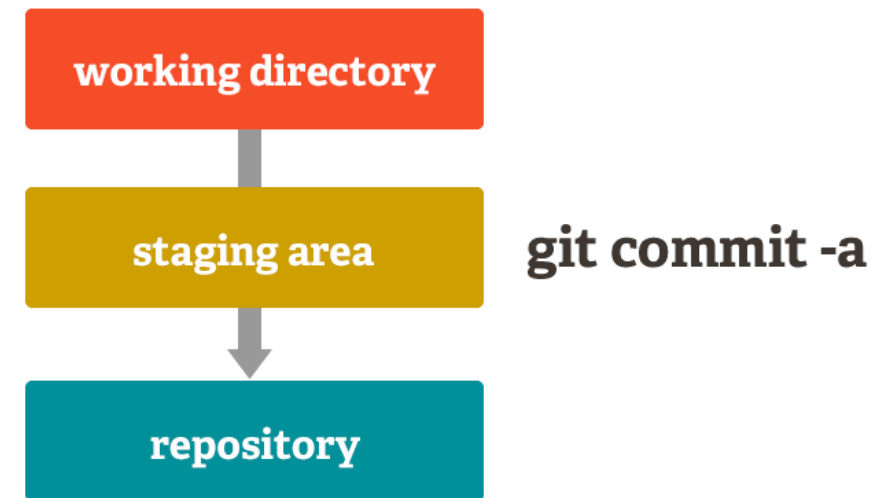 working directory
staging area
git commit -a
repository